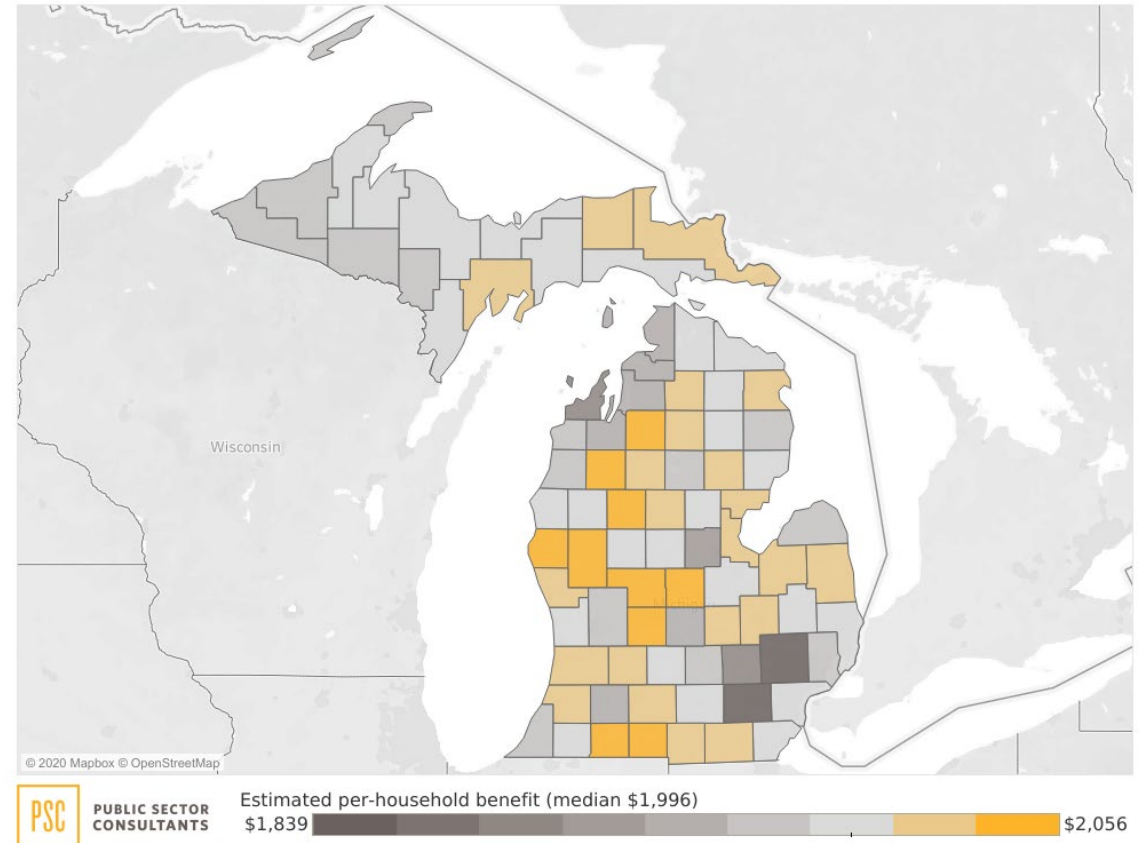 Wisconsin
Michigan
© 2020 Mapbox © OpenStreetMap
PSC
PUBLIC SECTOR
CONSULTANTS
Estimated per-household benefit (median $1,996)
$1,839
$2,056